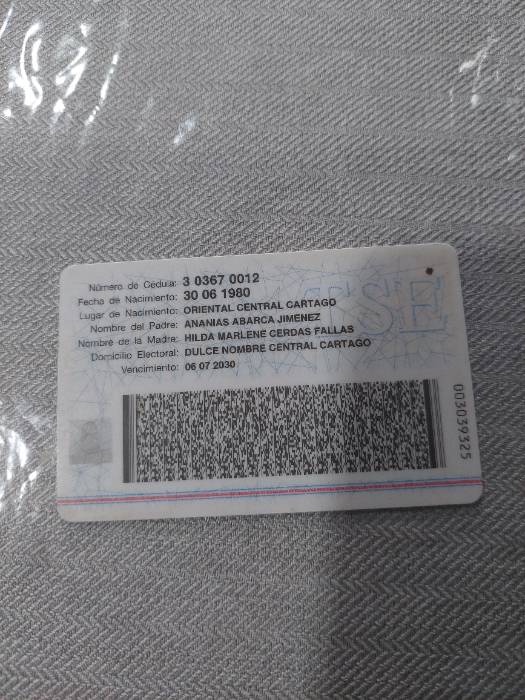 Número de Cédula: 3 0367 0012
Fecha de Nacimiento: 30 06 1980
Lugar de Nacimiento: ORIENTAL CENTRAL CARTAGO
Nombre del Padre: ANANIAS ABARCA JIMENEZ
Nombre de la Madre: HILDA MARLENE CERDAS FALLAS
Domicilio Electoral: DULCE NOMBRE CENTRAL CARTAGO
Vencimiento: 06 07 2030
TSE
003039325